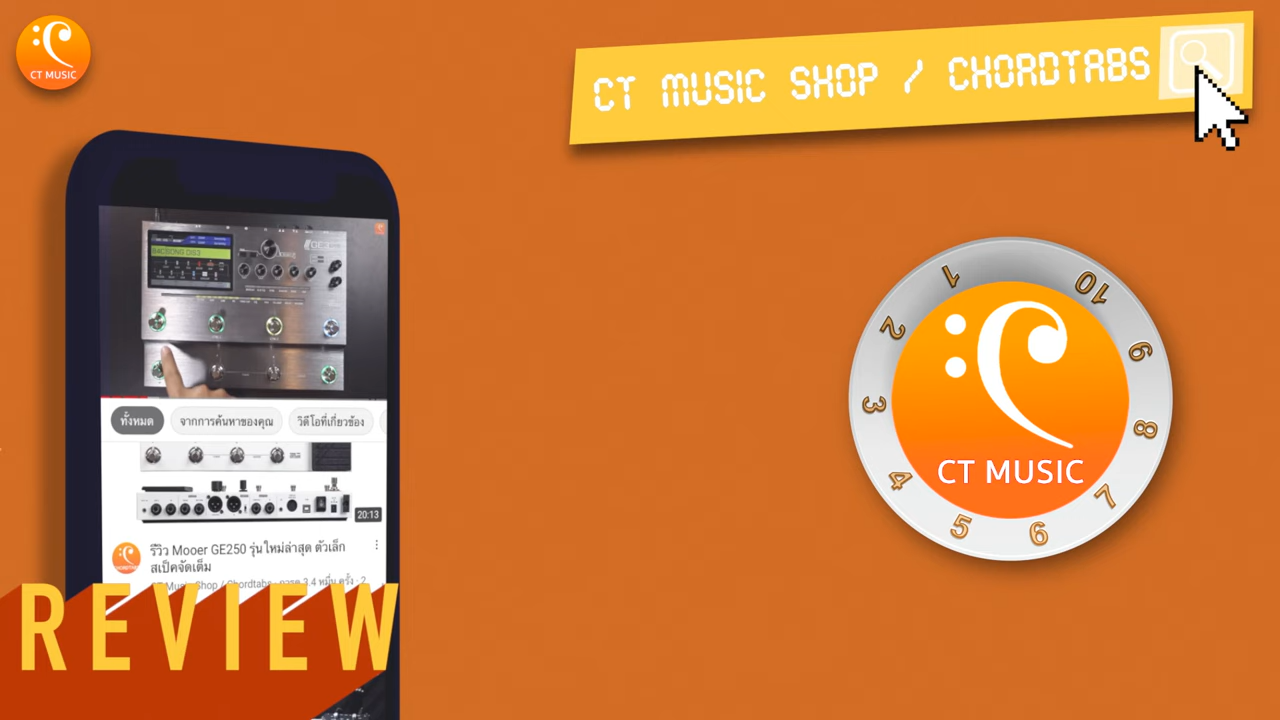 CT MUSIC
CT MUSIC SHOP / CHORDTABS
ทั้งหมด
จากการค้นหาของคุณ
วิดีโอที่เกี่ยวข้อง
20:13
รีวิว Mooer GE250 รุ่นใหม่ล่าสุด ตัวเล็ก
สเป็คจัดเต็ม
CT Music Shop / Chordtabs
REVIEW
1
2
3
4
5
6
7
8
9
10
CT MUSIC